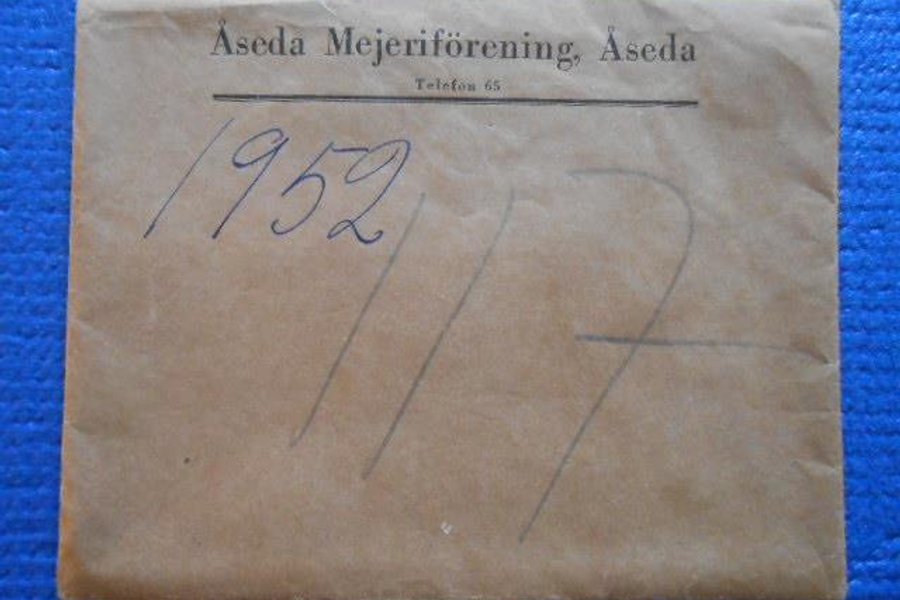 Åseda Mejeriförening, Åseda
Telefon 65
1952
117